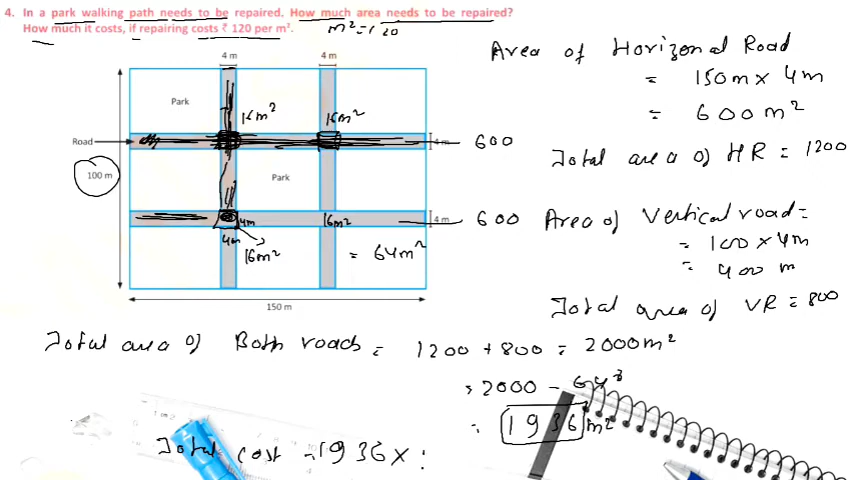 4. In a park walking path needs to be repaired. How much area needs to be repaired?
How much it costs, if repairing costs ₹ 120 per m².
m² = 120
4 m
4 m
Park
16m²
16m²
Road
4 m
600
100 m
Park
4m
4m
16m²
16m²
4 m
600
= 64m²
150 m
Area of Horizonal Road
= 150m x 4m
= 600m²
Total area of HR = 1200
Area of Vertical road =
= 100 x 4m
= 400 m
Total area of VR = 800
Total area of Both roads = 1200 + 800 = 2000m²
= 2000 - 64
= 1936 m²
Total cost = 1936 x